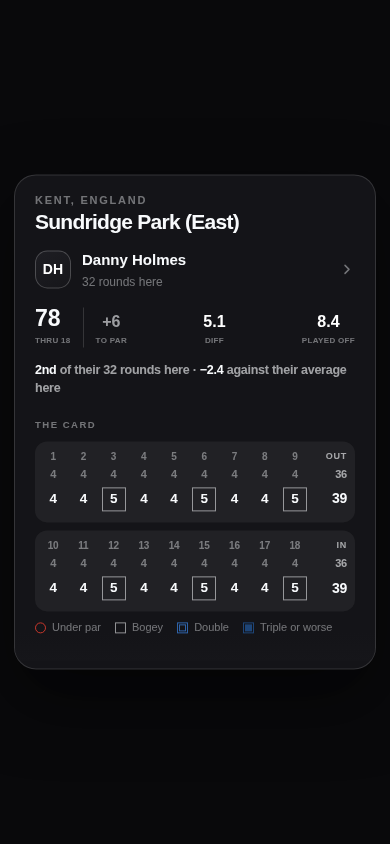 KENT, ENGLAND
Sundridge Park (East)
DH
Danny Holmes
32 rounds here
78 +6 5.1 8.4
THRU 18 TO PAR DIFF PLAYED OFF
2nd of their 32 rounds here · −2.4 against their average
here
THE CARD
1 2 3 4 5 6 7 8 9 OUT
4 4 4 4 4 4 4 4 4 36
4 4 5 4 4 5 4 4 5 39
10 11 12 13 14 15 16 17 18 IN
4 4 4 4 4 4 4 4 4 36
4 4 5 4 4 5 4 4 5 39
Under par Bogey Double Triple or worse